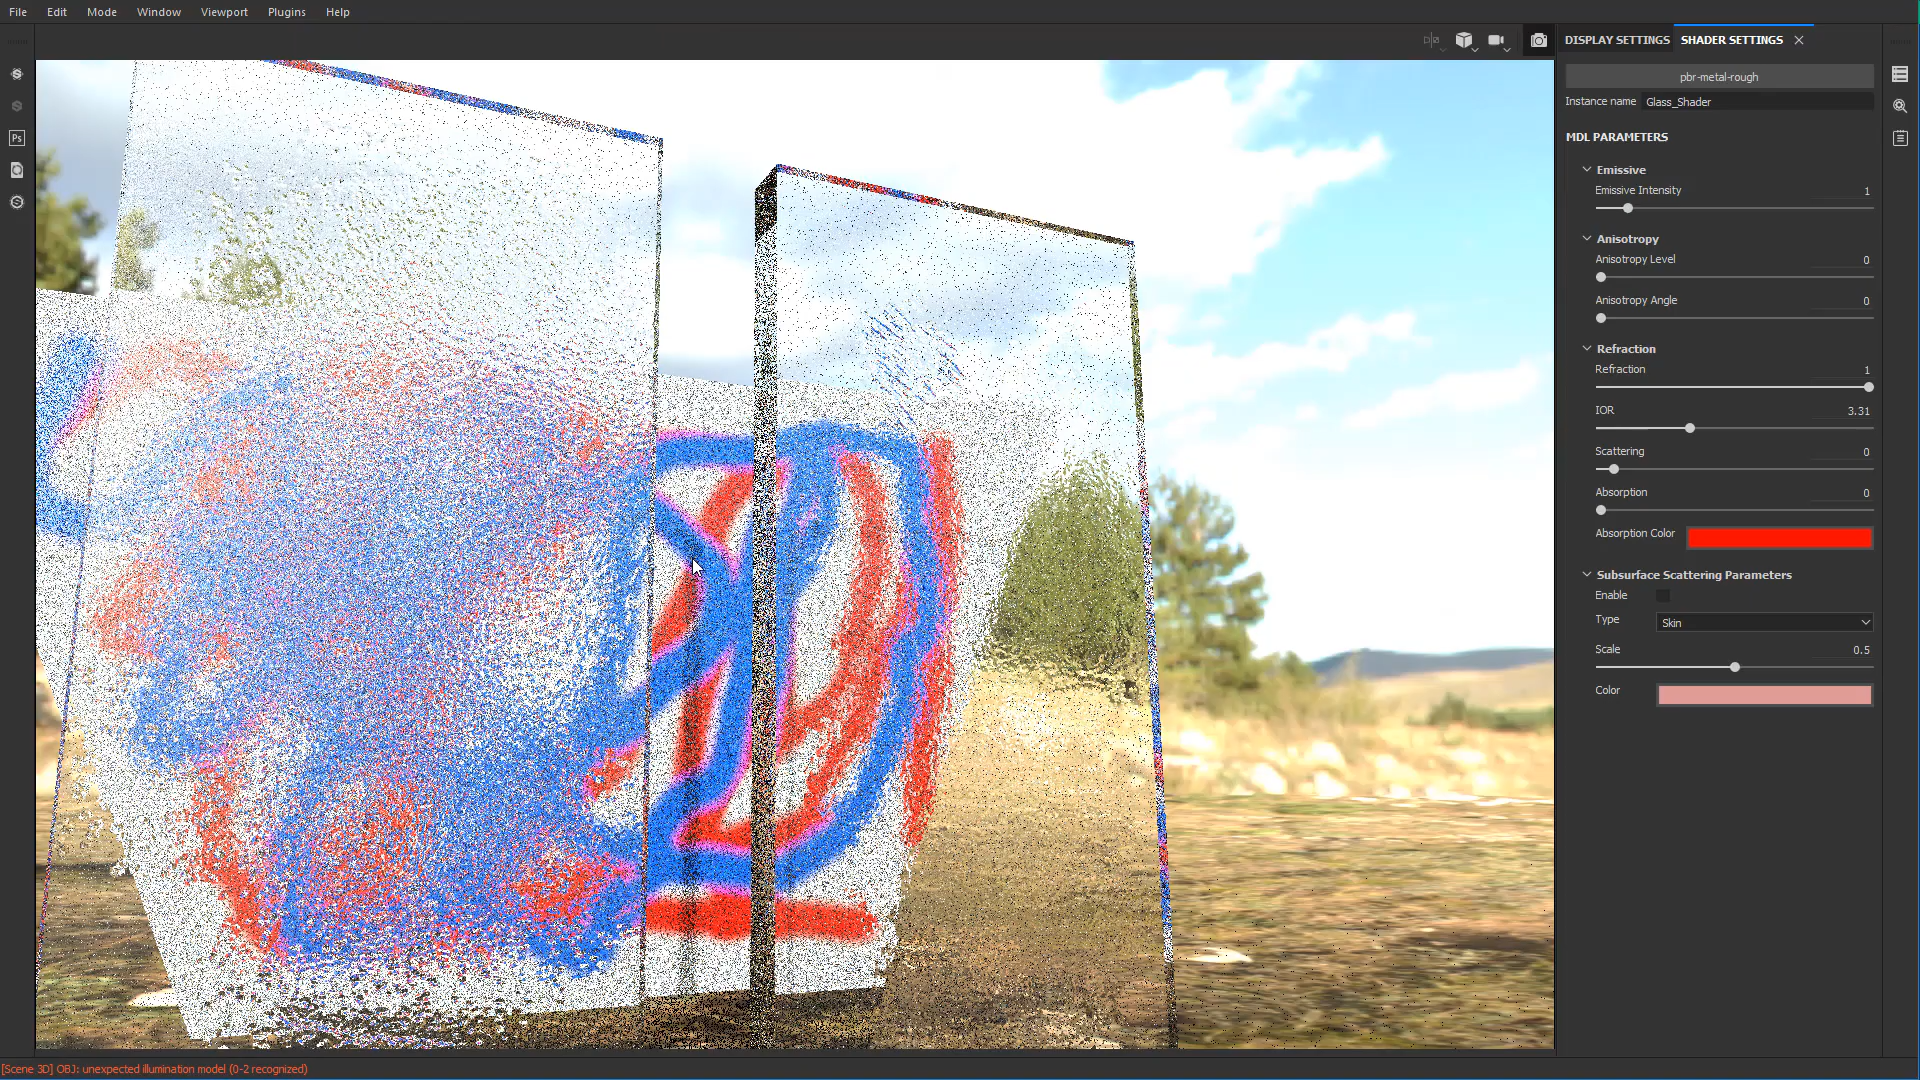 File Edit Mode Window Viewport Plugins Help
DISPLAY SETTINGS SHADER SETTINGS
pbr-metal-rough
Instance name Glass_Shader
MDL PARAMETERS
Emissive
Emissive Intensity 1
Anisotropy
Anisotropy Level 0
Anisotropy Angle 0
Refraction
Refraction 1
IOR 3.31
Scattering 0
Absorption 0
Absorption Color
Subsurface Scattering Parameters
Enable
Type Skin
Scale 0.5
Color
Ps
[Scene 3D] OBJ: unexpected illumination model (0-2 recognized)